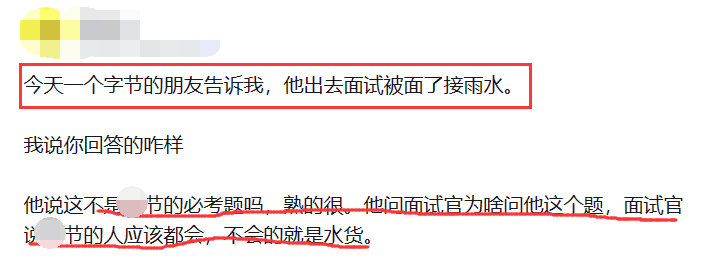 今天一个字节的朋友告诉我，他出去面试被面了接雨水。
我说你回答的咋样
他说这不是节的必考题吗，熟的很。他问面试官为啥问他这个题，面试官
说节的人应该都会，不会的就是水货。